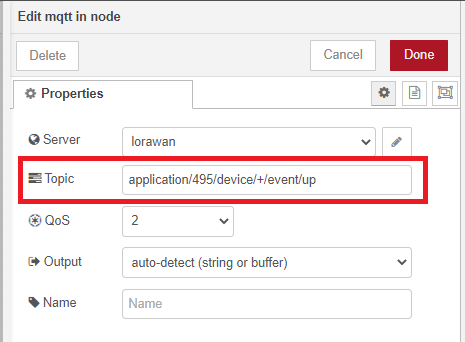 Edit mqtt in node
Delete
Cancel
Done
Properties
Server
lorawan
Topic
application/495/device/+/event/up
QoS
2
Output
auto-detect (string or buffer)
Name
Name